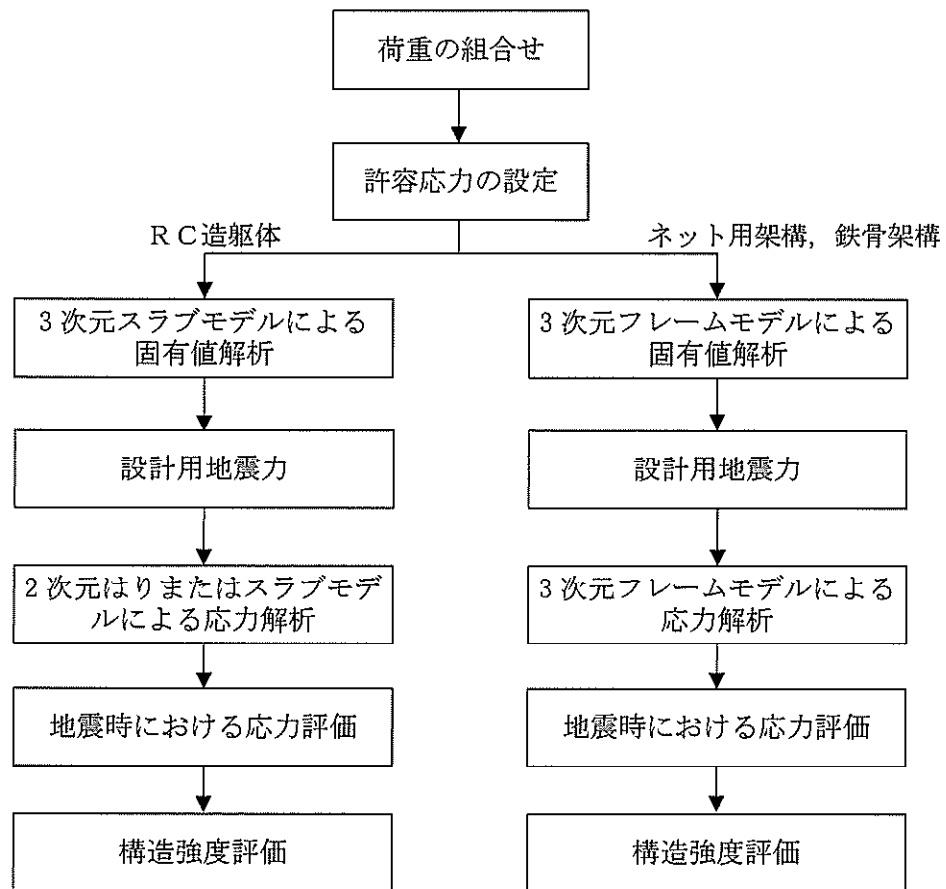 荷重の組合せ
許容応力の設定
ＲＣ造躯体
ネット用架構，鉄骨架構
3次元スラブモデルによる
固有値解析
3次元フレームモデルによる
固有値解析
設計用地震力
設計用地震力
2次元はりまたはスラブモデ
ルによる応力解析
3次元フレームモデルによる
応力解析
地震時における応力評価
地震時における応力評価
構造強度評価
構造強度評価